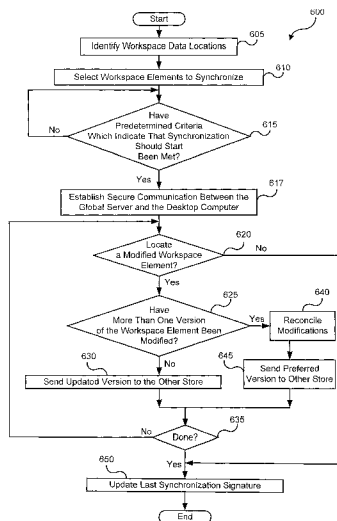 600
Start
605
Identify Workspace Data Locations
610
Select Workspace Elements to Synchronize
Have
Predetermined Criteria
Which Indicate That Synchronization
Should Start
Been Met?
615
No
Yes
617
Establish Secure Communication Between the
Global Server and the Desktop Computer
620
Locate
a Modified Workspace
Element?
No
Yes
625
Have
More Than One Version
of the Workspace Element Been
Modified?
Yes
640
Reconcile
Modifications
No
630
Send Updated Version to the Other Store
645
Send Preferred
Version to Other Store
635
Done?
No
Yes
650
Update Last Synchronization Signature
End